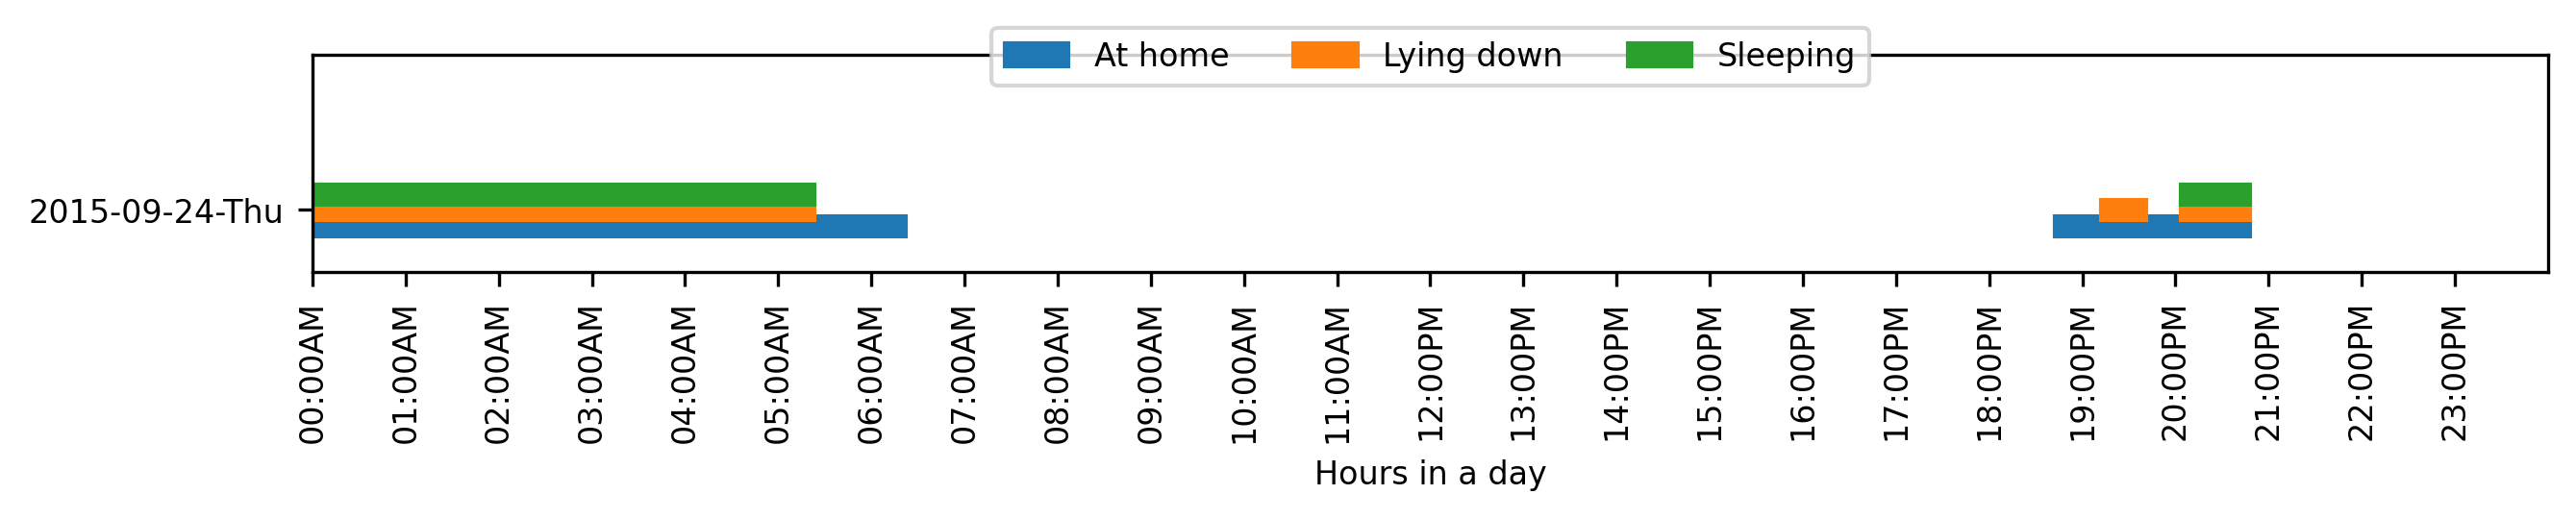 At home Lying down Sleeping
2015-09-24-Thu
00:00AM
01:00AM
02:00AM
03:00AM
04:00AM
05:00AM
06:00AM
07:00AM
08:00AM
09:00AM
10:00AM
11:00AM
12:00PM
13:00PM
14:00PM
15:00PM
16:00PM
17:00PM
18:00PM
19:00PM
20:00PM
21:00PM
22:00PM
23:00PM
Hours in a day